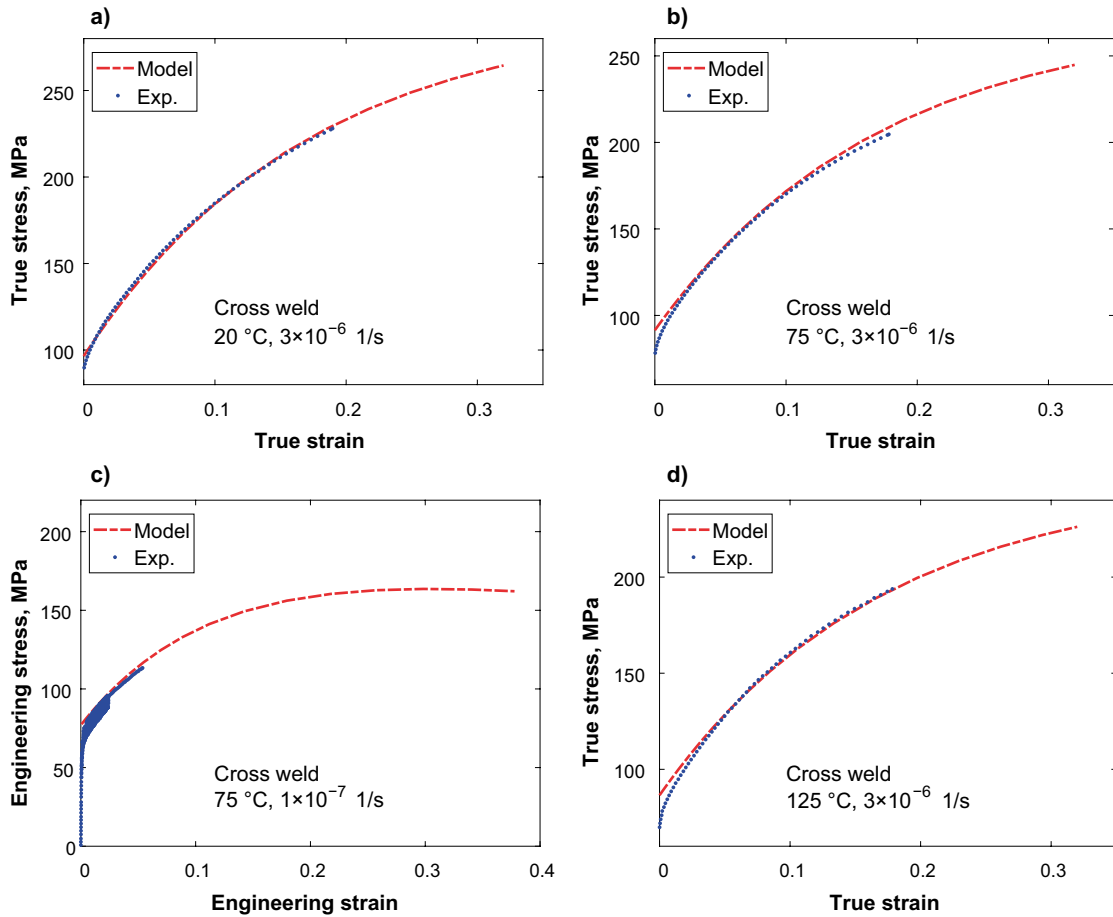 a)
True stress, MPa
250
200
150
100
Model
Exp.
Cross weld
20 °C, 3×10⁻⁶ 1/s
0 0.1 0.2 0.3
True strain
b)
True stress, MPa
250
200
150
100
Model
Exp.
Cross weld
75 °C, 3×10⁻⁶ 1/s
0 0.1 0.2 0.3
True strain
c)
Engineering stress, MPa
200
150
100
50
0
Model
Exp.
Cross weld
75 °C, 1×10⁻⁷ 1/s
0 0.1 0.2 0.3 0.4
Engineering strain
d)
True stress, MPa
200
100
Model
Exp.
Cross weld
125 °C, 3×10⁻⁶ 1/s
0 0.1 0.2 0.3
True strain